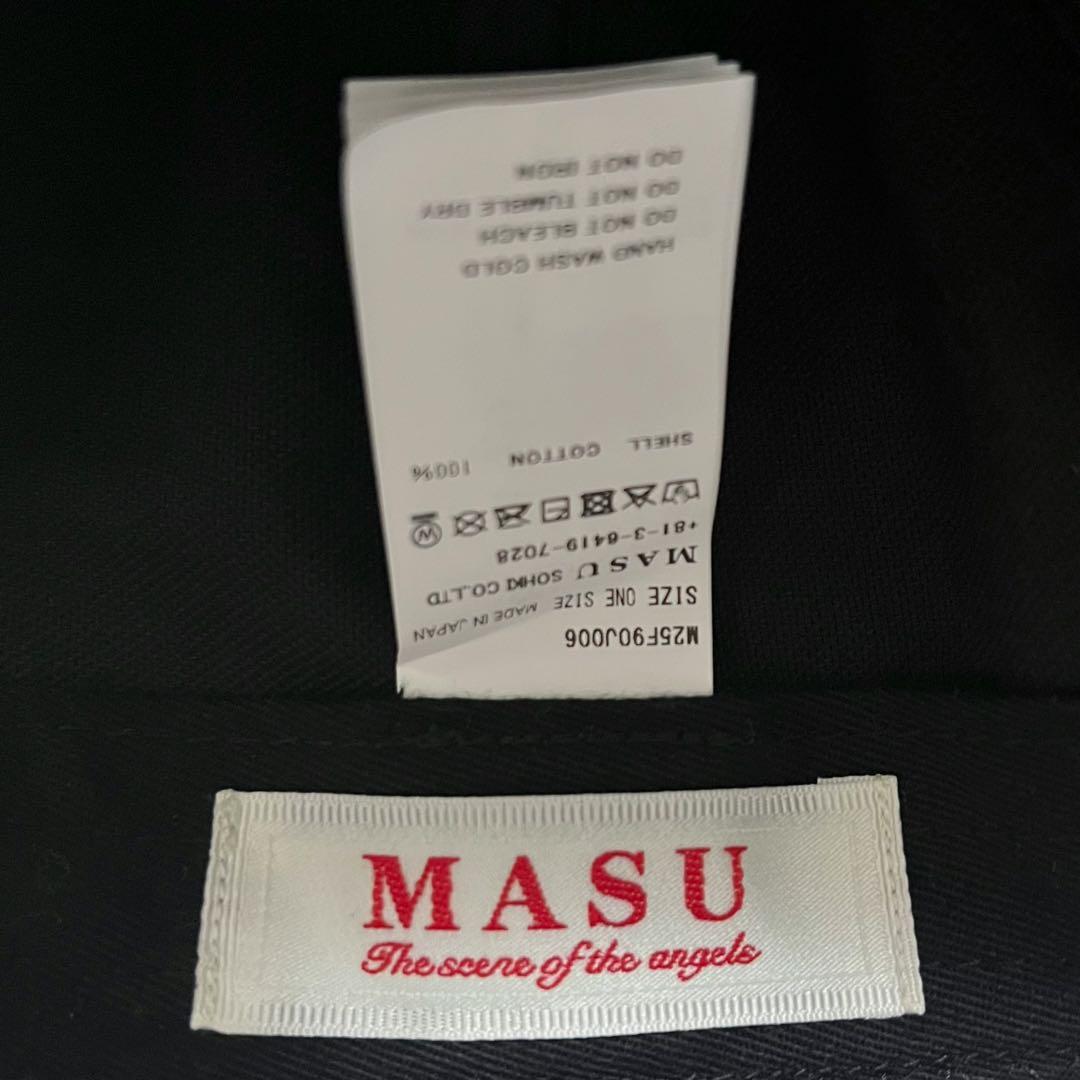 M25F90J006
SIZE ONE SIZE MADE IN JAPAN
MASU SOHKI CO.,LTD
+81-3-6419-7028
W
SHELL COTTON 100%
HAND WASH COLD
DO NOT BLEACH
DO NOT TUMBLE DRY
DO NOT IRON
MASU
The scene of the angels